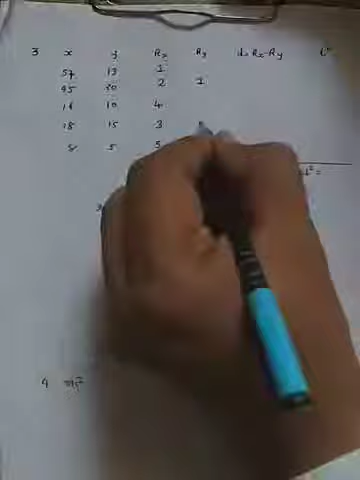 3 x y Rx Ry d=Rx-Ry d²
57 13 1
45 30 2 1
16 10 4
18 15 3
8 5 5
d²=
4